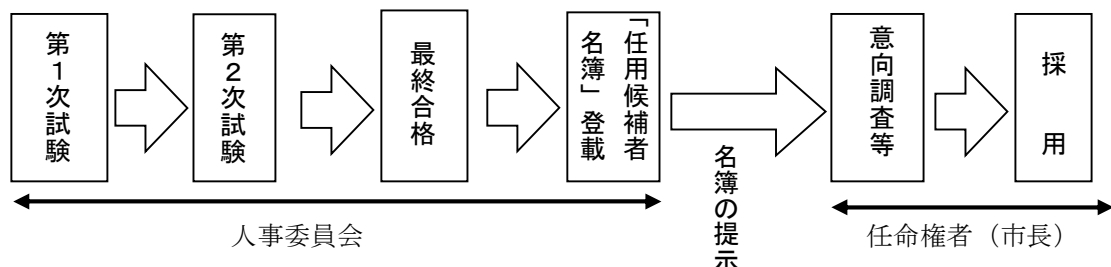 第1次試験
第2次試験
最終合格
「任用候補者
名簿」登載
名簿の提示
意向調査等
採用
人事委員会
任命権者（市長）